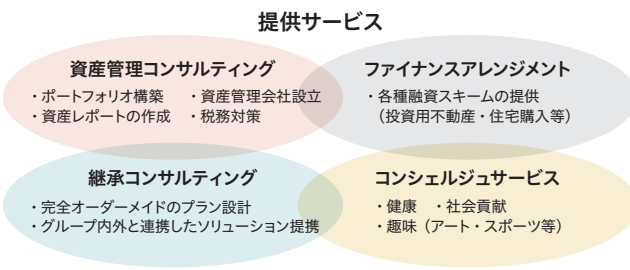 提供サービス
資産管理コンサルティング
・ポートフォリオ構築　・資産管理会社設立
・資産レポートの作成　・税務対策
ファイナンスアレンジメント
・各種融資スキームの提供
（投資用不動産・住宅購入等）
継承コンサルティング
・完全オーダーメイドのプラン設計
・グループ内外と連携したソリューション提携
コンシェルジュサービス
・健康　・社会貢献
・趣味（アート・スポーツ等）